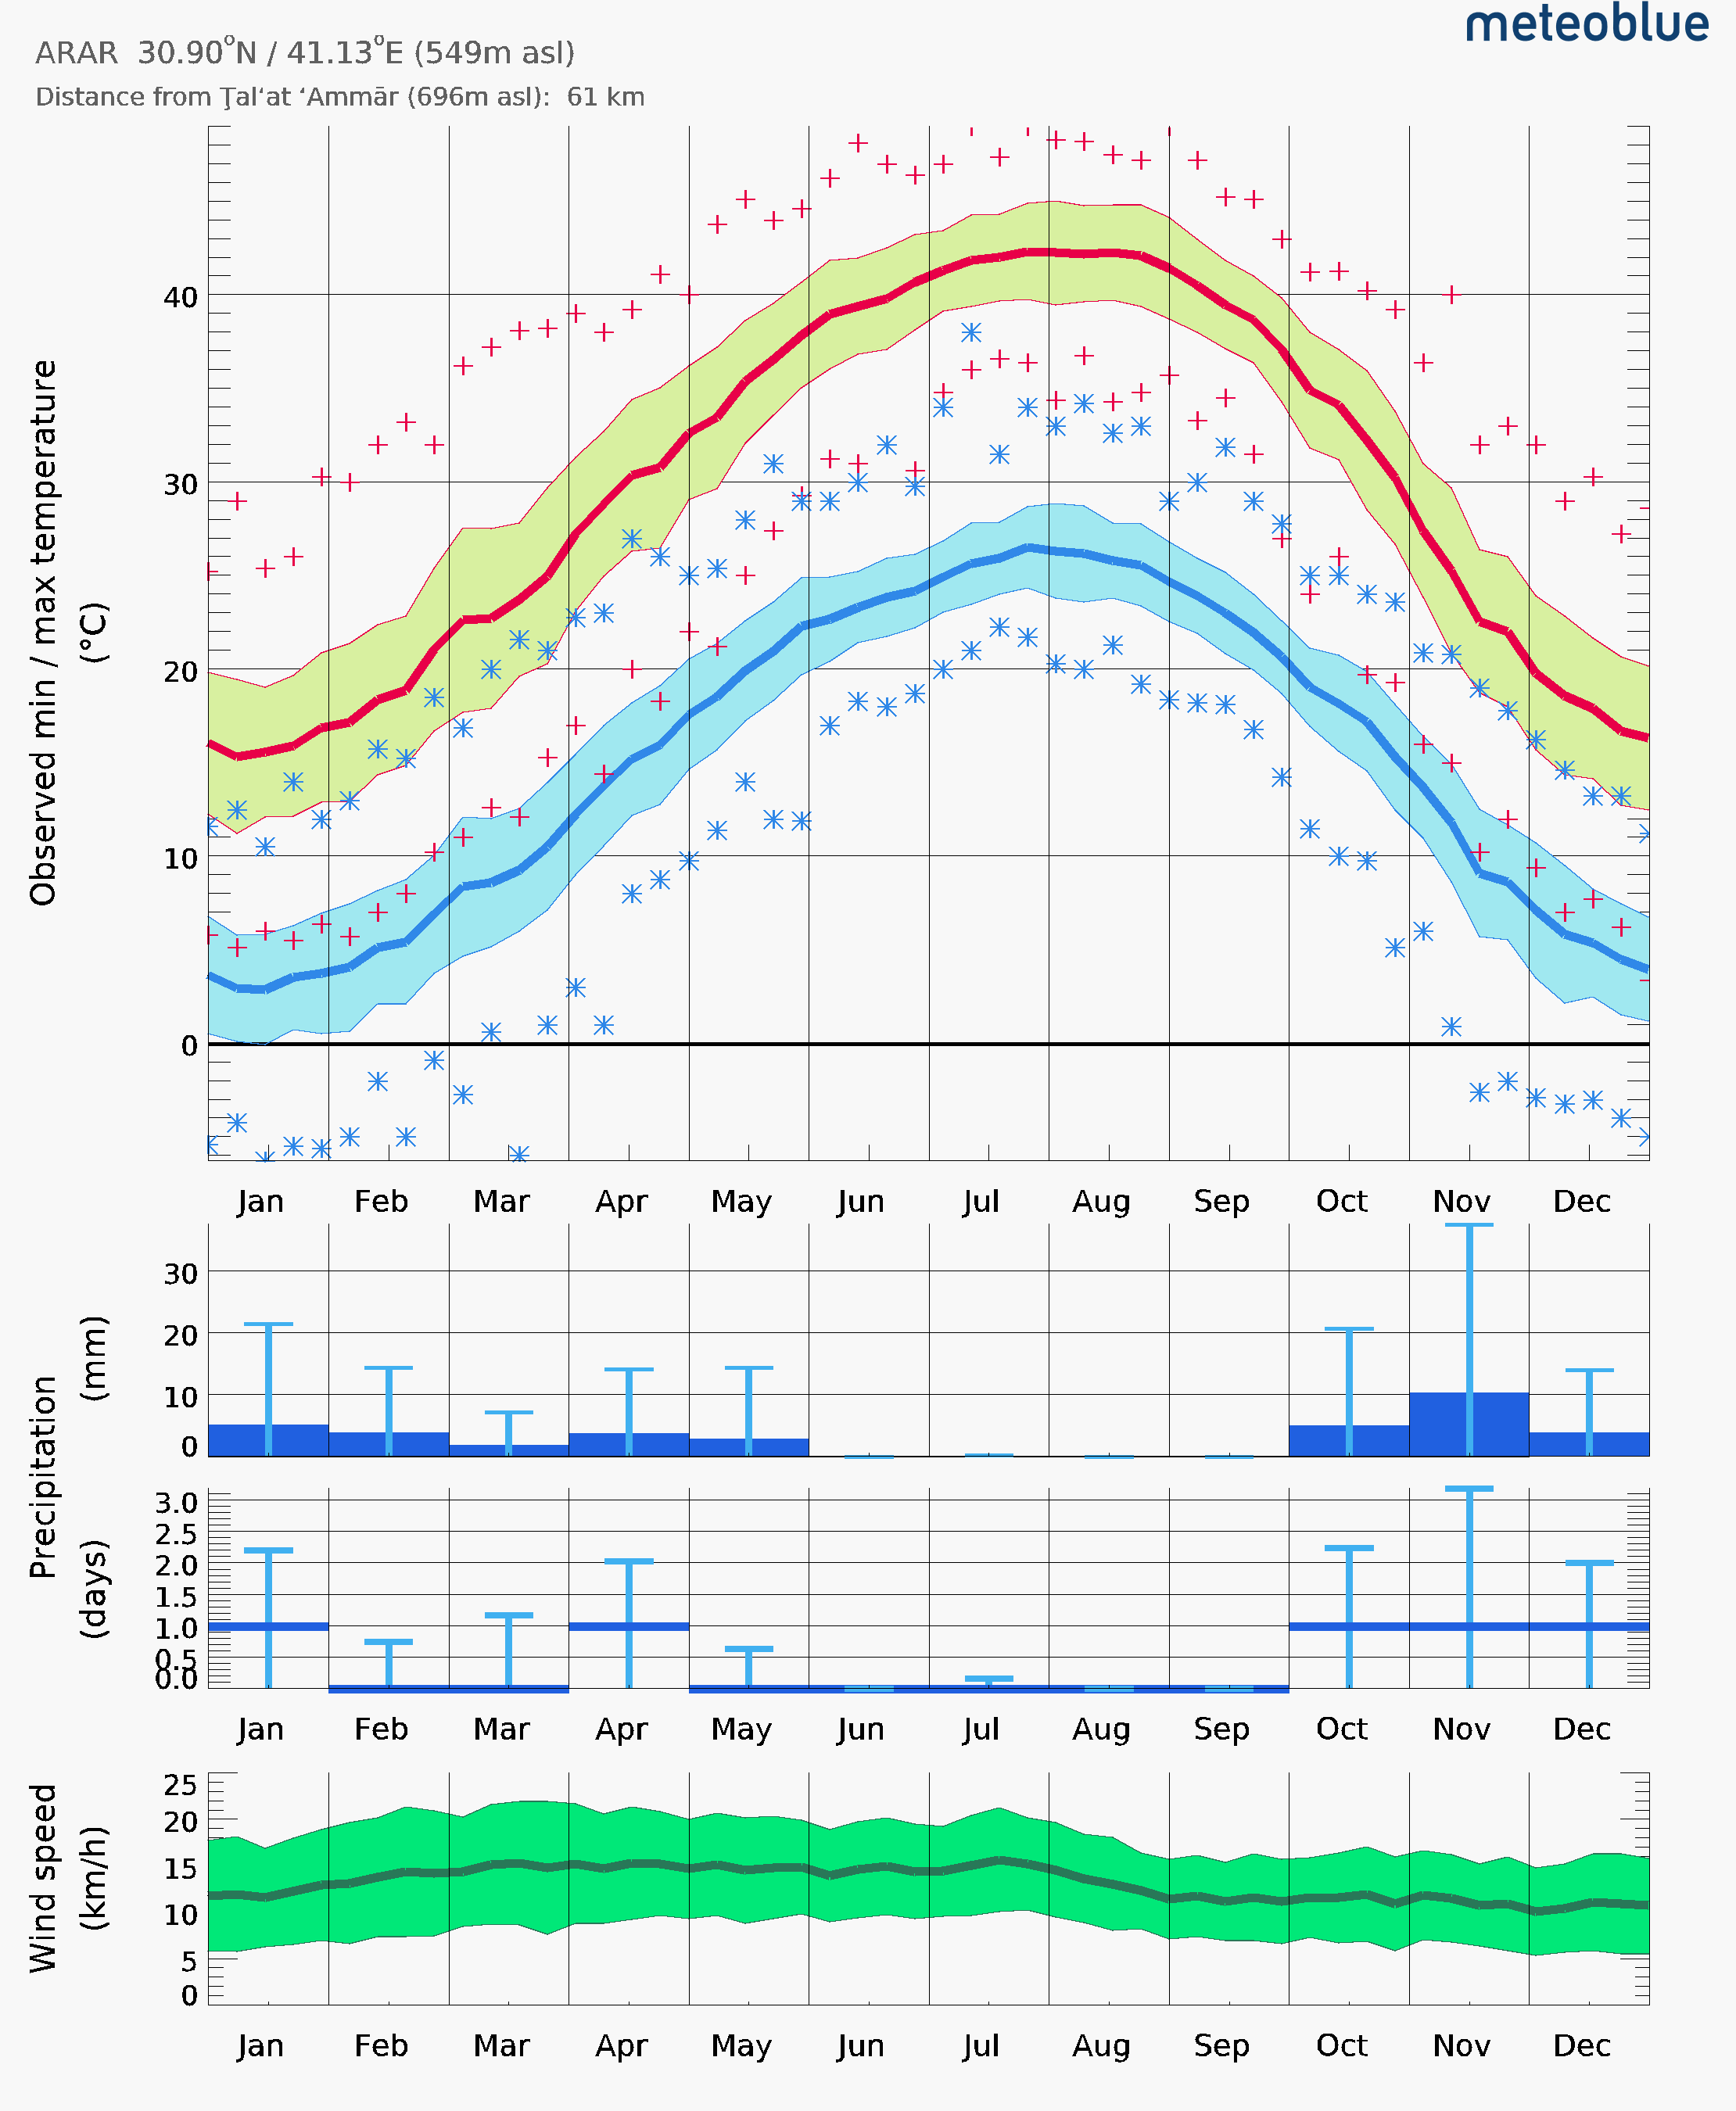 meteoblue
ARAR 30.90°N / 41.13°E (549m asl)
Distance from Ţal‘at ‘Ammār (696m asl): 61 km
Observed min / max temperature
(°C)
40
30
20
10
0
Jan Feb Mar Apr May Jun Jul Aug Sep Oct Nov Dec
Precipitation
(mm)
30
20
10
0
(days)
3.0
2.5
2.0
1.5
1.0
0.5
0.0
Jan Feb Mar Apr May Jun Jul Aug Sep Oct Nov Dec
Wind speed
(km/h)
25
20
15
10
5
0
Jan Feb Mar Apr May Jun Jul Aug Sep Oct Nov Dec